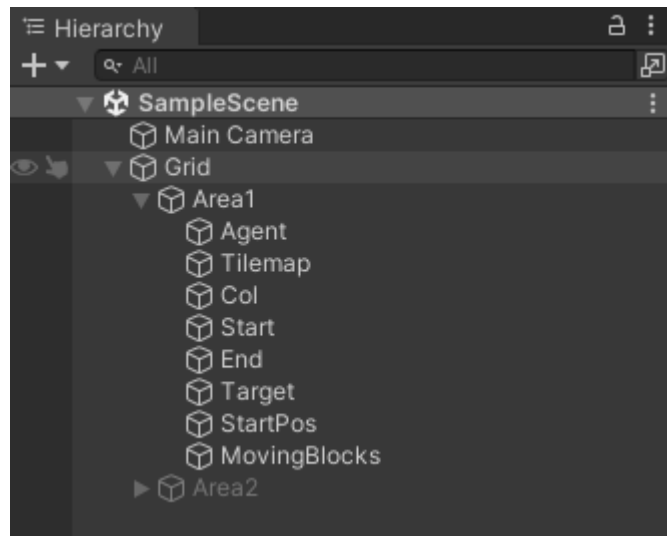 Hierarchy
All
SampleScene
Main Camera
Grid
Area1
Agent
Tilemap
Col
Start
End
Target
StartPos
MovingBlocks
Area2